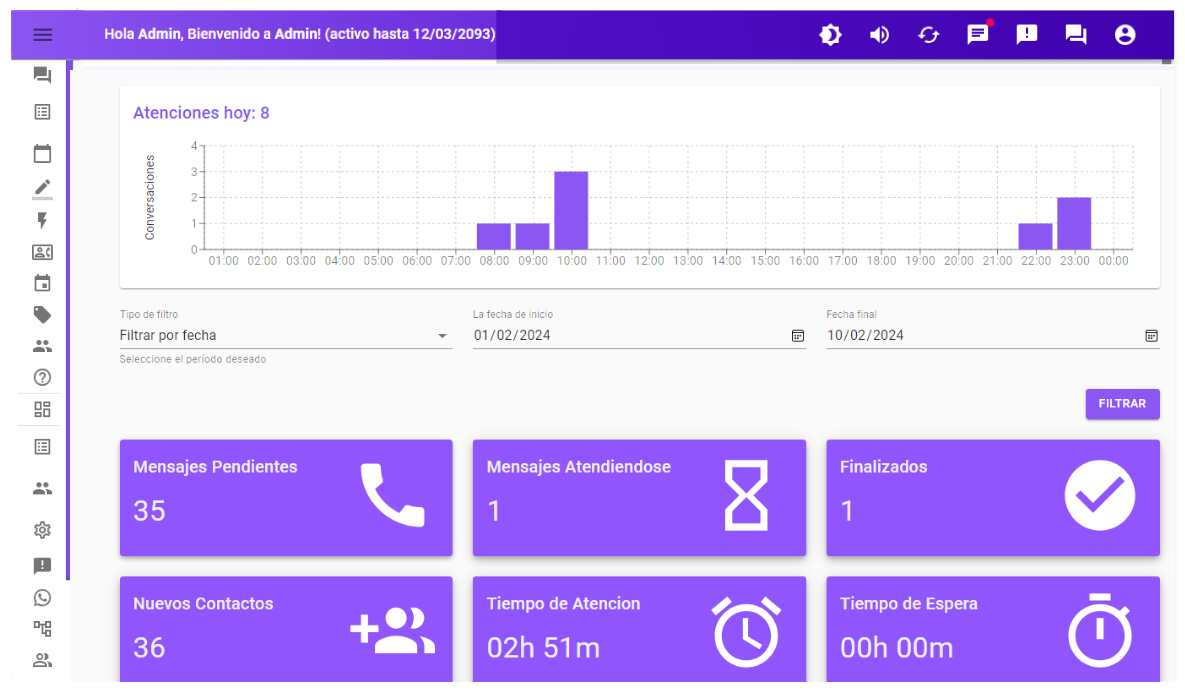 Hola Admin, Bienvenido a Admin! (activo hasta 12/03/2093)
Atenciones hoy: 8
Conversaciones
4
3
2
1
0
01:00 02:00 03:00 04:00 05:00 06:00 07:00 08:00 09:00 10:00 11:00 12:00 13:00 14:00 15:00 16:00 17:00 18:00 19:00 20:00 21:00 22:00 23:00 00:00
Tipo de filtro
Filtrar por fecha
Seleccione el período deseado
La fecha de inicio
01/02/2024
Fecha final
10/02/2024
FILTRAR
Mensajes Pendientes
35
Mensajes Atendiendose
1
Finalizados
1
Nuevos Contactos
36
Tiempo de Atencion
02h 51m
Tiempo de Espera
00h 00m